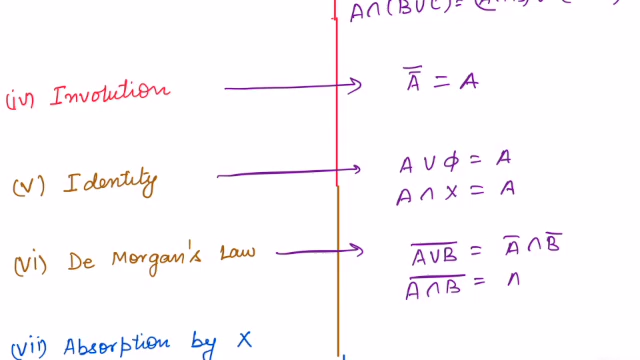 A∩(B∪C)=
(iv) Involution → A̿ = A
(v) Identity → A ∪ ϕ = A
A ∩ X = A
(vi) De Morgan's Law → A̅∪̅B̅ = A̅ ∩ B̅
A̅∩̅B̅ = ∩
(vii) Absorption by X